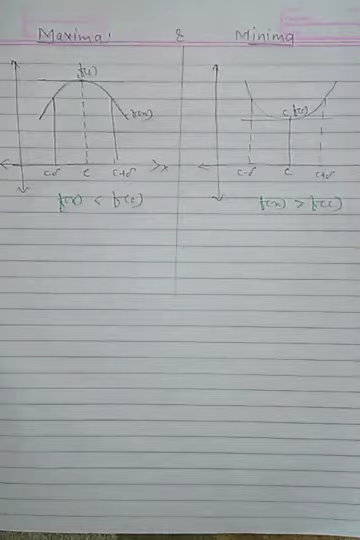 Maxima & Minima
f(c)
f(x)
c-δ c c+δ x
f(x) < f(c)
c f(c)
c-δ c c+δ
f(x) > f(c)